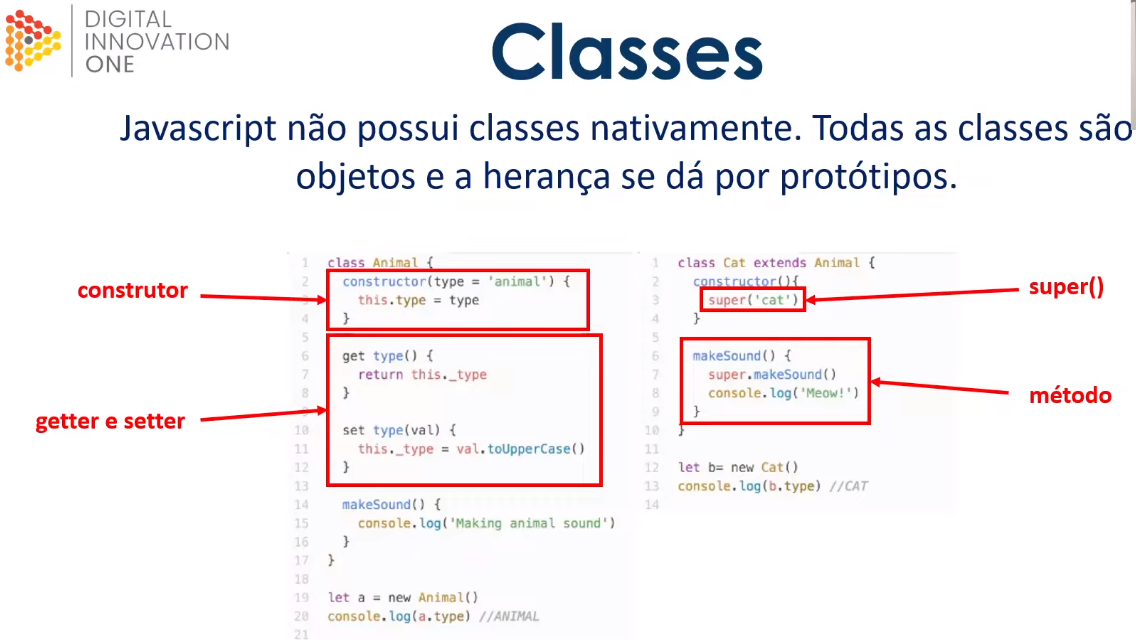 DIGITAL
INNOVATION
ONE
Classes
Javascript não possui classes nativamente. Todas as classes são
objetos e a herança se dá por protótipos.
construtor
getter e setter
1 class Animal {
2 constructor(type = 'animal') {
3 this.type = type
4 }
5
6 get type() {
7 return this._type
8 }
9
10 set type(val) {
11 this._type = val.toUpperCase()
12 }
13
14 makeSound() {
15 console.log('Making animal sound')
16 }
17 }
18
19 let a = new Animal()
20 console.log(a.type) //ANIMAL
21
1 class Cat extends Animal {
2 constructor(){
3 super('cat')
4 }
5
6 makeSound() {
7 super.makeSound()
8 console.log('Meow!')
9 }
10 }
11
12 let b= new Cat()
13 console.log(b.type) //CAT
14
super()
método